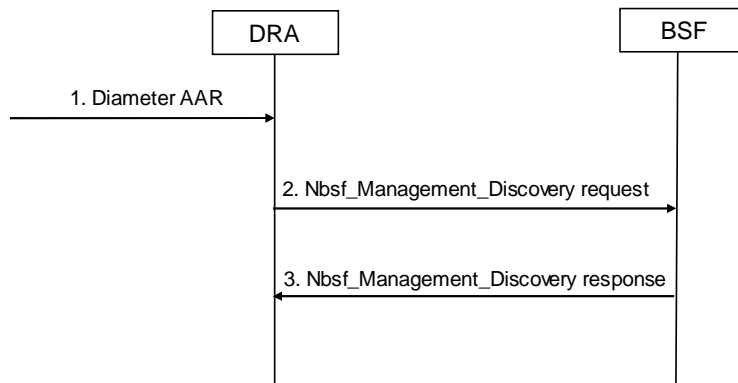 DRA
BSF
1. Diameter AAR
2. Nbsf_Management_Discovery request
3. Nbsf_Management_Discovery response